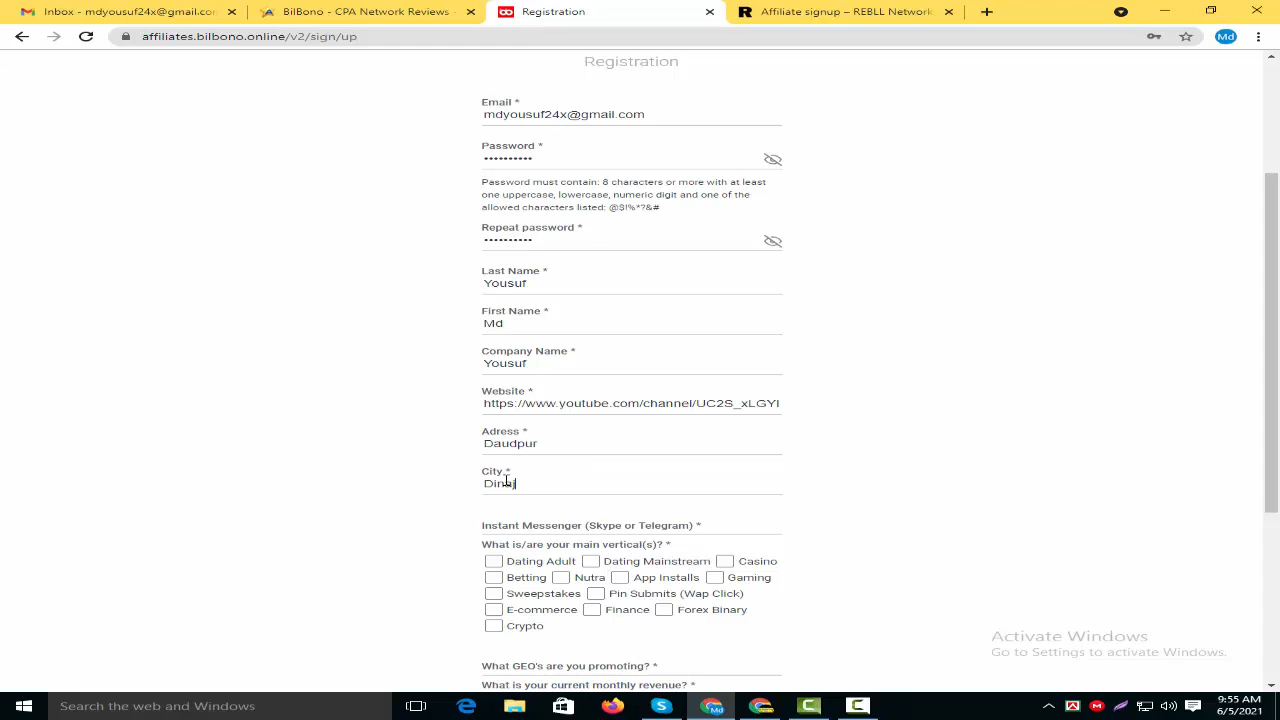 Inbox - mdyousuf24x@gmail.com
BilBono - CPA Network Reviews
Registration
Affiliate signup – REBLL Network
affiliates.bilbono.online/v2/sign/up
Md
Registration
Email *
mdyousuf24x@gmail.com
Password *
••••••••••
Password must contain: 8 characters or more with at least
one uppercase, lowercase, numeric digit and one of the
allowed characters listed: @$!%*?&#
Repeat password *
••••••••••
Last Name *
Yousuf
First Name *
Md
Company Name *
Yousuf
Website *
https://www.youtube.com/channel/UC2S_xLGYI
Adress *
Daudpur
City *
Dinaj
Instant Messenger (Skype or Telegram) *
What is/are your main vertical(s)? *
Dating Adult Dating Mainstream Casino
Betting Nutra App Installs Gaming
Sweepstakes Pin Submits (Wap Click)
E-commerce Finance Forex Binary
Crypto
What GEO's are you promoting? *
What is your current monthly revenue? *
Activate Windows
Go to Settings to activate Windows.
Search the web and Windows
Md
9:55 AM
6/5/2021